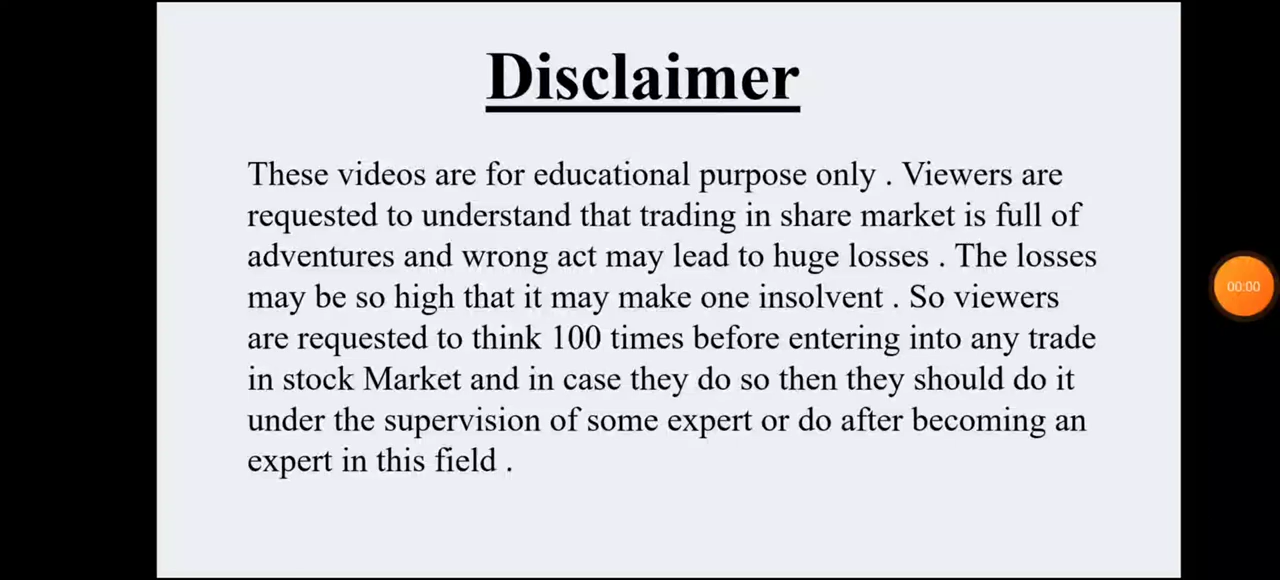 Disclaimer
These videos are for educational purpose only . Viewers are
requested to understand that trading in share market is full of
adventures and wrong act may lead to huge losses . The losses
may be so high that it may make one insolvent . So viewers
are requested to think 100 times before entering into any trade
in stock Market and in case they do so then they should do it
under the supervision of some expert or do after becoming an
expert in this field .
00:00